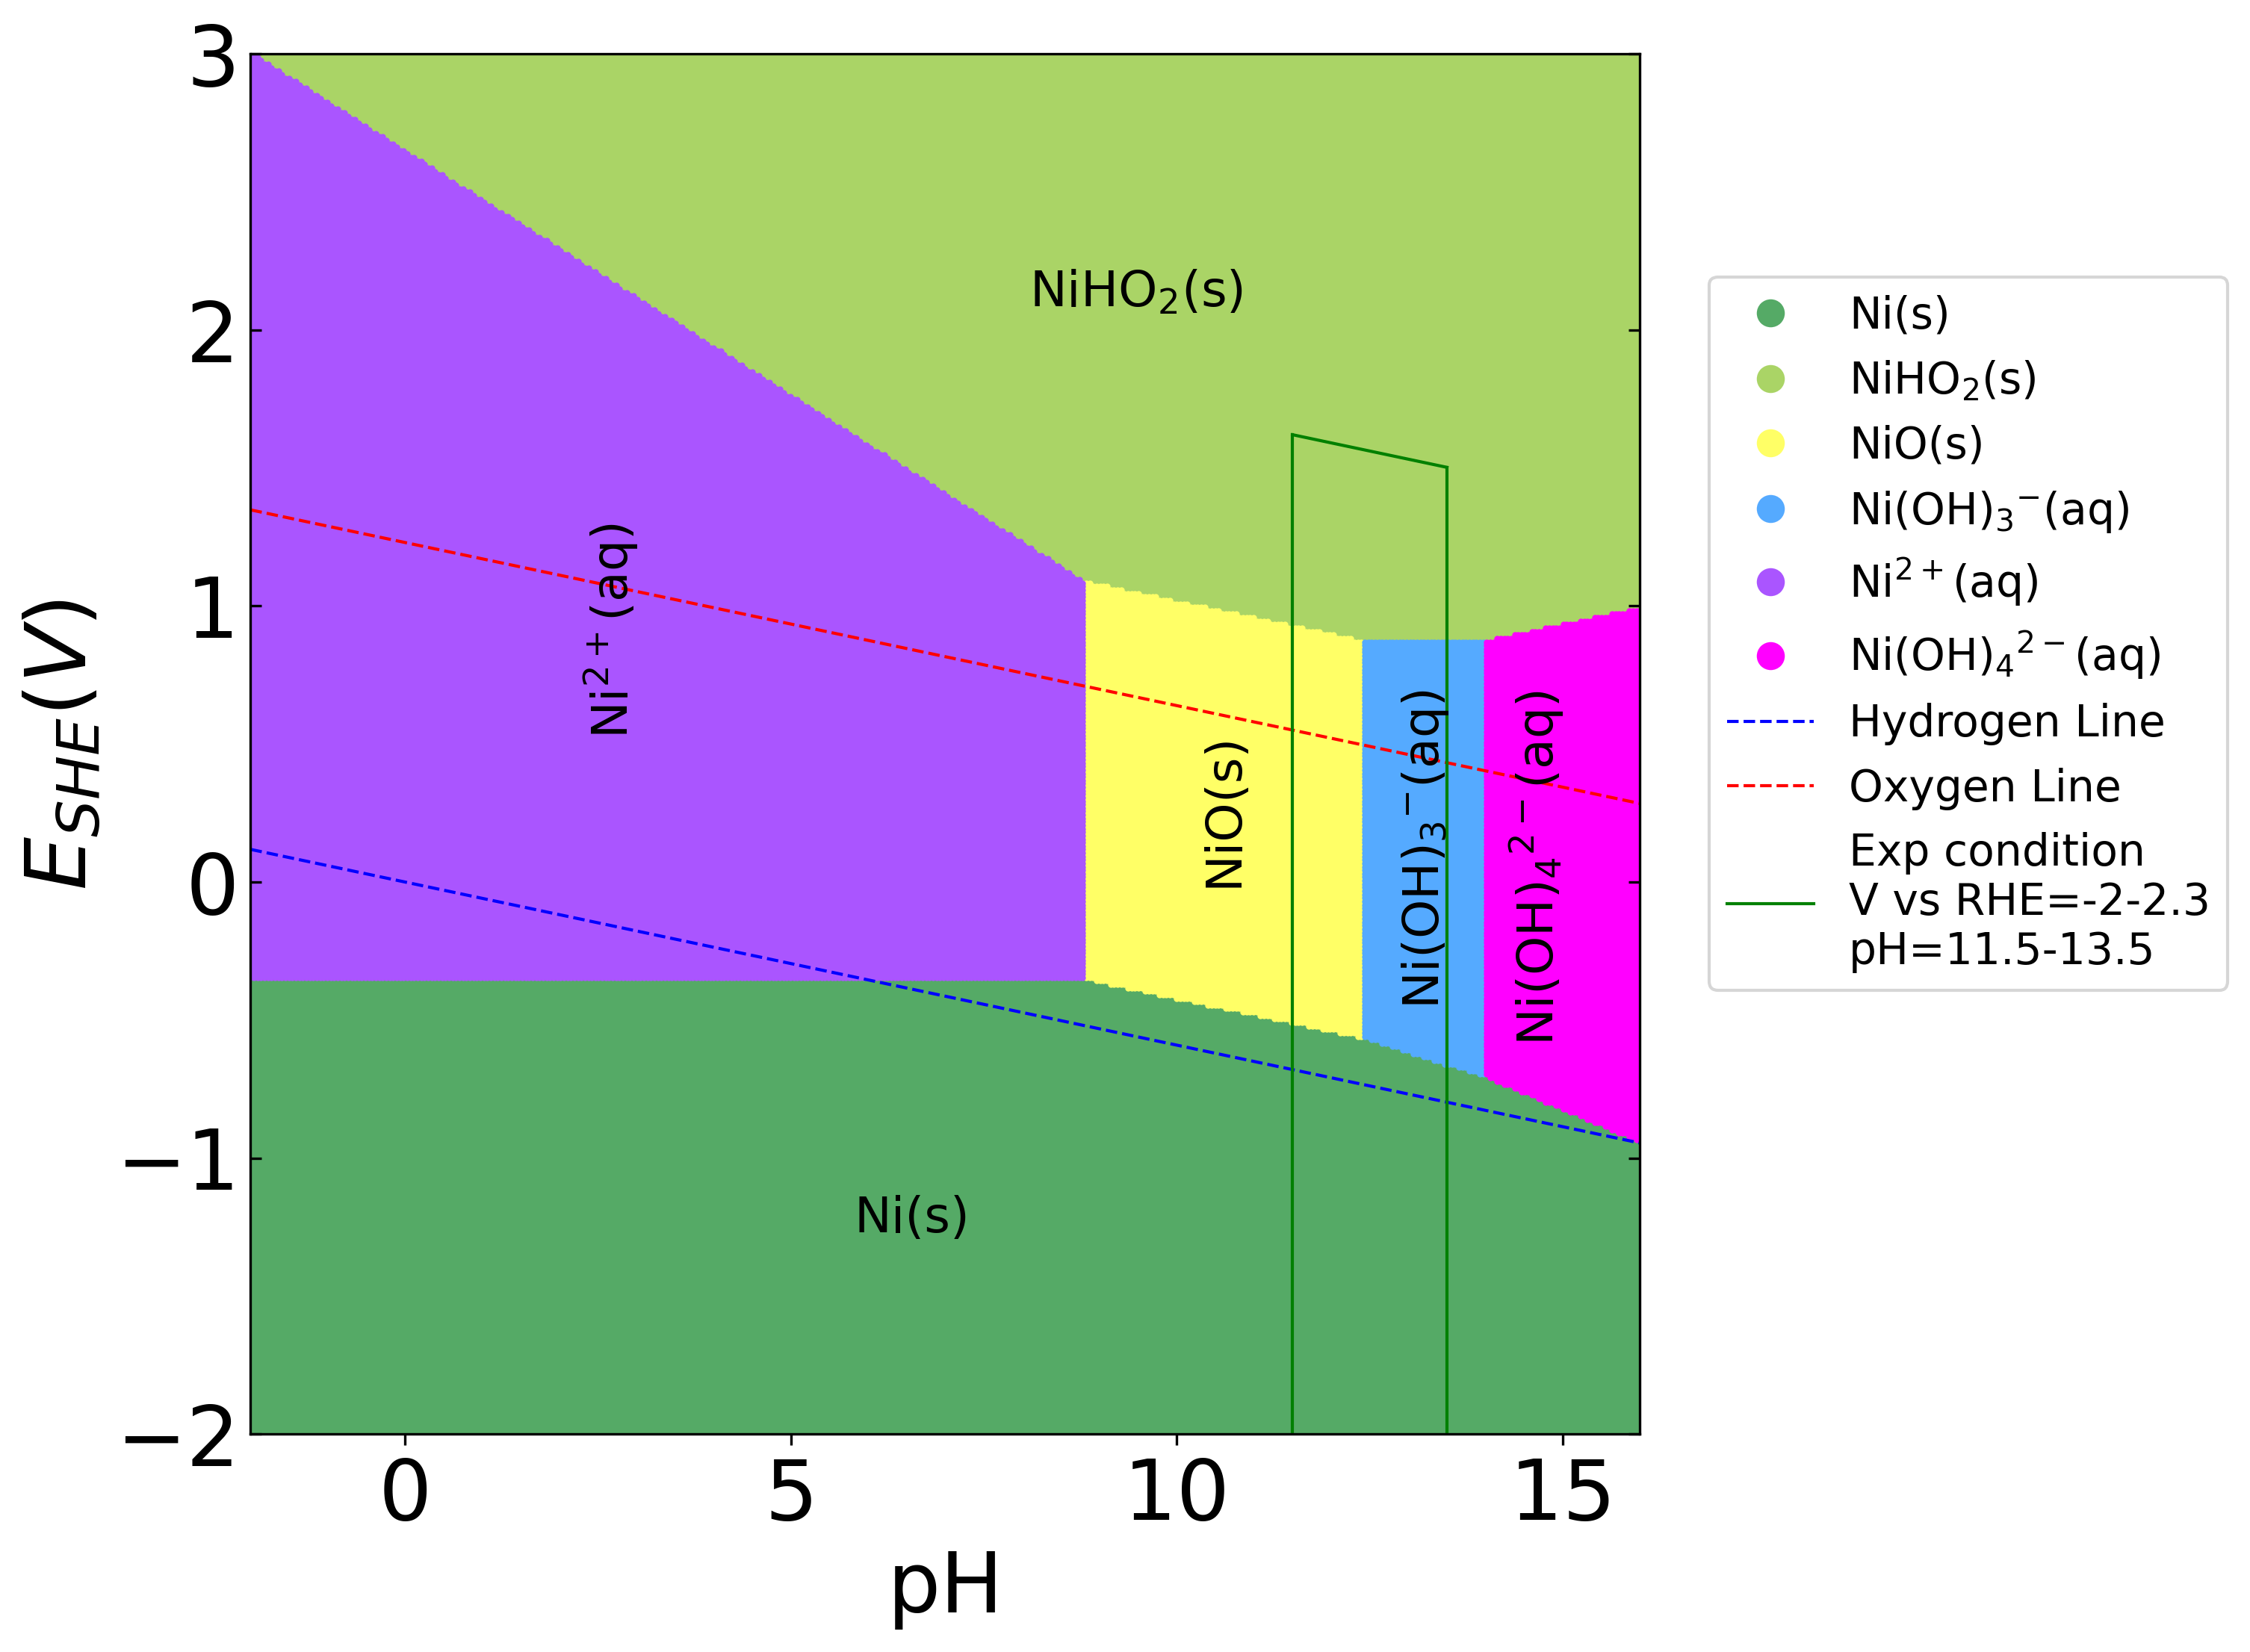 3
2
1
0
−1
−2
E_SHE(V)
0 5 10 15
pH
NiHO₂(s)
Ni²⁺(aq)
NiO(s)
Ni(OH)₃⁻(aq)
Ni(OH)₄²⁻(aq)
Ni(s)
Ni(s)
NiHO₂(s)
NiO(s)
Ni(OH)₃⁻(aq)
Ni²⁺(aq)
Ni(OH)₄²⁻(aq)
Hydrogen Line
Oxygen Line
Exp condition
V vs RHE=-2-2.3
pH=11.5-13.5